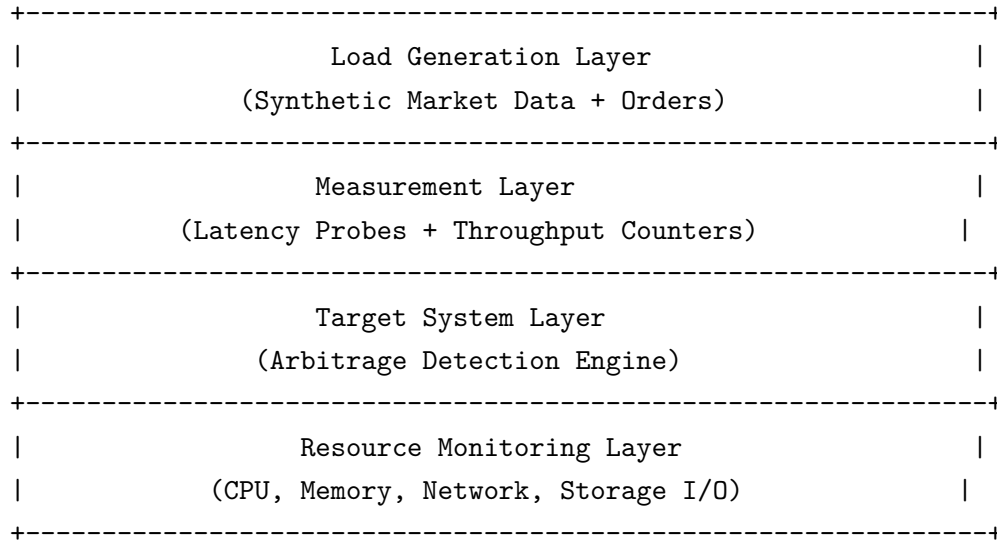 +---------------------------------------------------------------+
|                    Load Generation Layer                     |
|              (Synthetic Market Data + Orders)                |
+---------------------------------------------------------------+
|                   Measurement Layer                          |
|          (Latency Probes + Throughput Counters)             |
+---------------------------------------------------------------+
|                   Target System Layer                        |
|               (Arbitrage Detection Engine)                   |
+---------------------------------------------------------------+
|                  Resource Monitoring Layer                   |
|            (CPU, Memory, Network, Storage I/O)              |
+---------------------------------------------------------------+